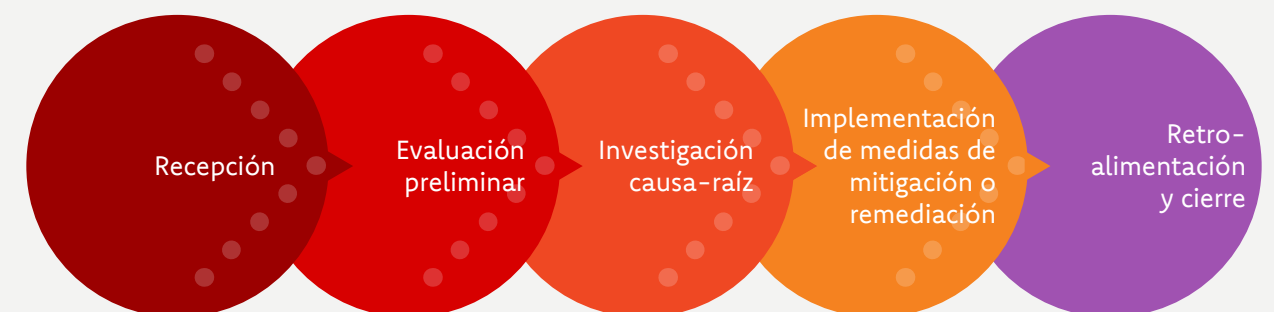 Recepción
Evaluación
preliminar
Investigación
causa-raíz
Implementación
de medidas de
mitigación o
remediación
Retro-
alimentación
y cierre